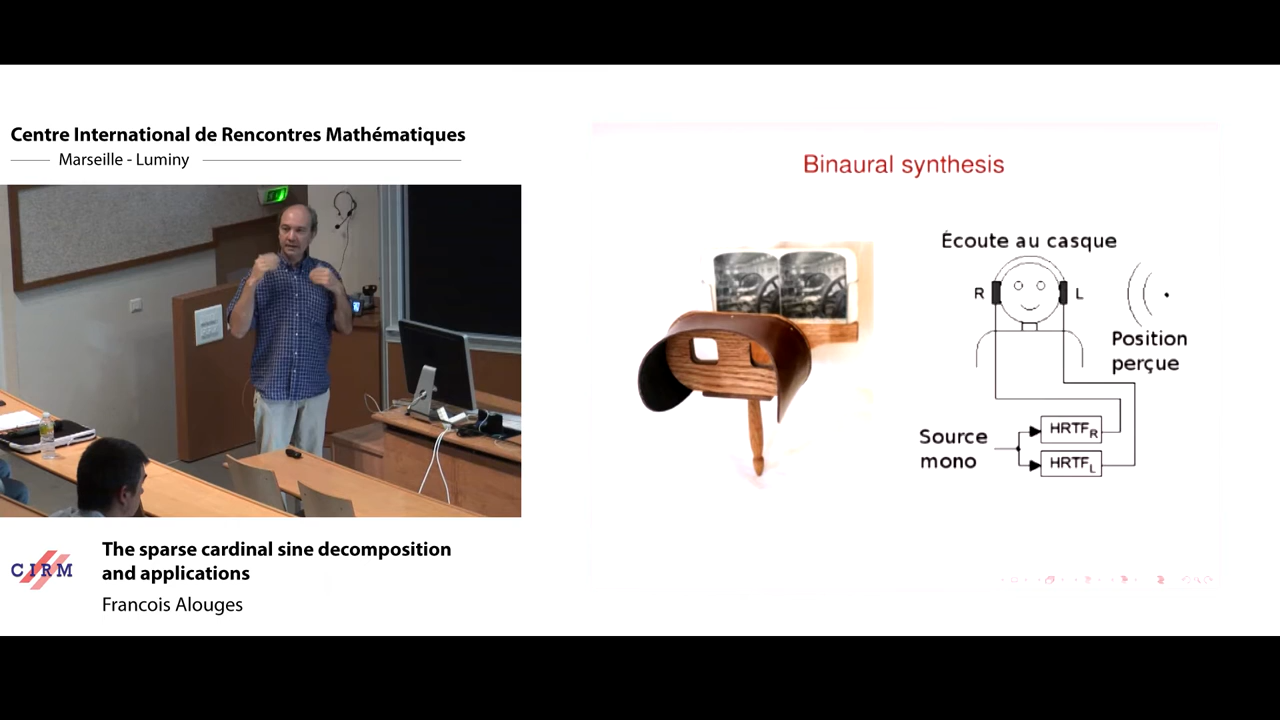 Centre International de Rencontres Mathématiques
Marseille - Luminy
Binaural synthesis
Écoute au casque
R
L
Position
perçue
Source
mono
HRTF_R
HRTF_L
CIRM
The sparse cardinal sine decomposition
and applications
Francois Alouges